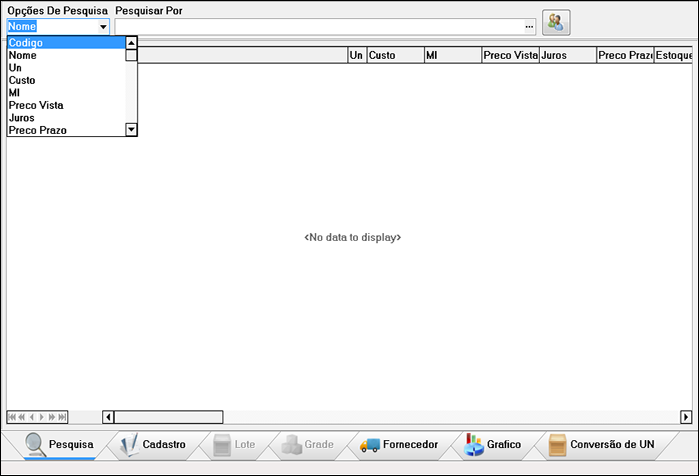 Opções De Pesquisa Pesquisar Por
Nome ...
Codigo
Un Custo Ml Preco Vista Juros Preco Prazo Estoque
Nome
Un
Custo
Ml
Preco Vista
Juros
Preco Prazo
<No data to display>
Pesquisa Cadastro Lote Grade Fornecedor Grafico Conversão de UN